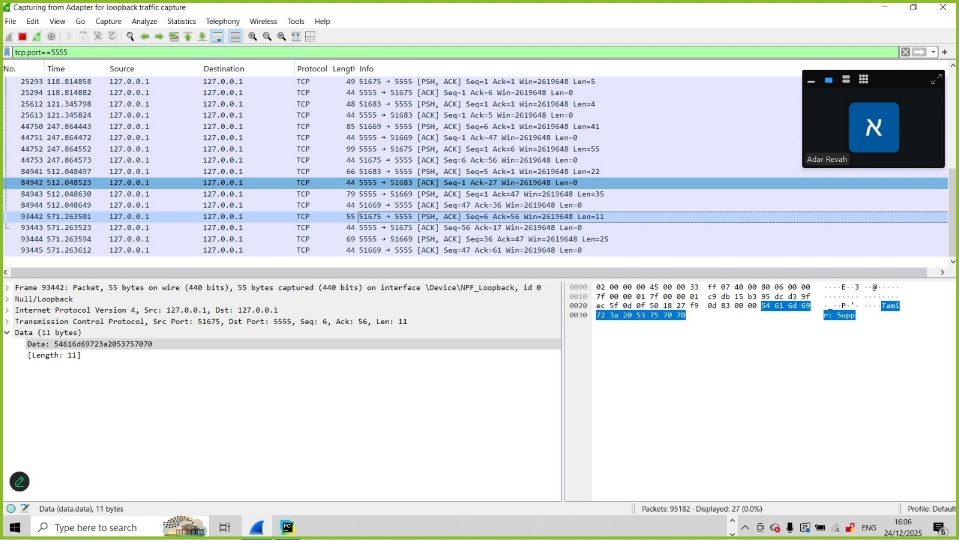 Capturing from Adapter for loopback traffic capture
File Edit View Go Capture Analyze Statistics Telephony Wireless Tools Help
tcp.port==5555
No. Time Source Destination Protocol Length Info
25293 118.814858 127.0.0.1 127.0.0.1 TCP 49 51675 → 5555 [PSH, ACK] Seq=1 Ack=1 Win=2619648 Len=5
25294 118.814882 127.0.0.1 127.0.0.1 TCP 44 5555 → 51675 [ACK] Seq=1 Ack=6 Win=2619648 Len=0
25612 121.345798 127.0.0.1 127.0.0.1 TCP 48 51683 → 5555 [PSH, ACK] Seq=1 Ack=1 Win=2619648 Len=4
25613 121.345824 127.0.0.1 127.0.0.1 TCP 44 5555 → 51683 [ACK] Seq=1 Ack=5 Win=2619648 Len=0
44750 247.864443 127.0.0.1 127.0.0.1 TCP 85 51669 → 5555 [PSH, ACK] Seq=6 Ack=1 Win=2619648 Len=41
44751 247.864472 127.0.0.1 127.0.0.1 TCP 44 5555 → 51669 [ACK] Seq=1 Ack=47 Win=2619648 Len=0
44752 247.864552 127.0.0.1 127.0.0.1 TCP 99 5555 → 51675 [PSH, ACK] Seq=1 Ack=6 Win=2619648 Len=55
44753 247.864573 127.0.0.1 127.0.0.1 TCP 44 51675 → 5555 [ACK] Seq=6 Ack=56 Win=2619648 Len=0
84941 512.048497 127.0.0.1 127.0.0.1 TCP 66 51683 → 5555 [PSH, ACK] Seq=5 Ack=1 Win=2619648 Len=22
84942 512.048523 127.0.0.1 127.0.0.1 TCP 44 5555 → 51683 [ACK] Seq=1 Ack=27 Win=2619648 Len=0
84943 512.048630 127.0.0.1 127.0.0.1 TCP 79 5555 → 51669 [PSH, ACK] Seq=1 Ack=47 Win=2619648 Len=35
84944 512.048649 127.0.0.1 127.0.0.1 TCP 44 51669 → 5555 [ACK] Seq=47 Ack=36 Win=2619648 Len=0
93442 571.263501 127.0.0.1 127.0.0.1 TCP 55 51675 → 5555 [PSH, ACK] Seq=6 Ack=56 Win=2619648 Len=11
93443 571.263523 127.0.0.1 127.0.0.1 TCP 44 5555 → 51675 [ACK] Seq=56 Ack=17 Win=2619648 Len=0
93444 571.263594 127.0.0.1 127.0.0.1 TCP 69 5555 → 51669 [PSH, ACK] Seq=36 Ack=47 Win=2619648 Len=25
93445 571.263612 127.0.0.1 127.0.0.1 TCP 44 51669 → 5555 [ACK] Seq=47 Ack=61 Win=2619648 Len=0
א
Adar Revah
Frame 93442: Packet, 55 bytes on wire (440 bits), 55 bytes captured (440 bits) on interface \Device\NPF_Loopback, id 0
Null/Loopback
Internet Protocol Version 4, Src: 127.0.0.1, Dst: 127.0.0.1
Transmission Control Protocol, Src Port: 51675, Dst Port: 5555, Seq: 6, Ack: 56, Len: 11
Data (11 bytes)
Data: 54616d69723a2053757070
[Length: 11]
0000 02 00 00 00 45 00 00 33 ff 07 40 00 80 06 00 00 ····E··3 ··@·····
0010 7f 00 00 01 7f 00 00 01 c9 db 15 b3 95 dc d3 9f ········ ········
0020 ec 5f 0d 0f 50 18 27 f9 0d 83 00 00 54 61 6d 69 ·_··P·'· ····Tami
0030 72 3a 20 53 75 70 70 r: Supp
Data (data.data), 11 bytes
Packets: 95182 · Displayed: 27 (0.0%)
Profile: Default
Type here to search
ENG
16:06
24/12/2025
6